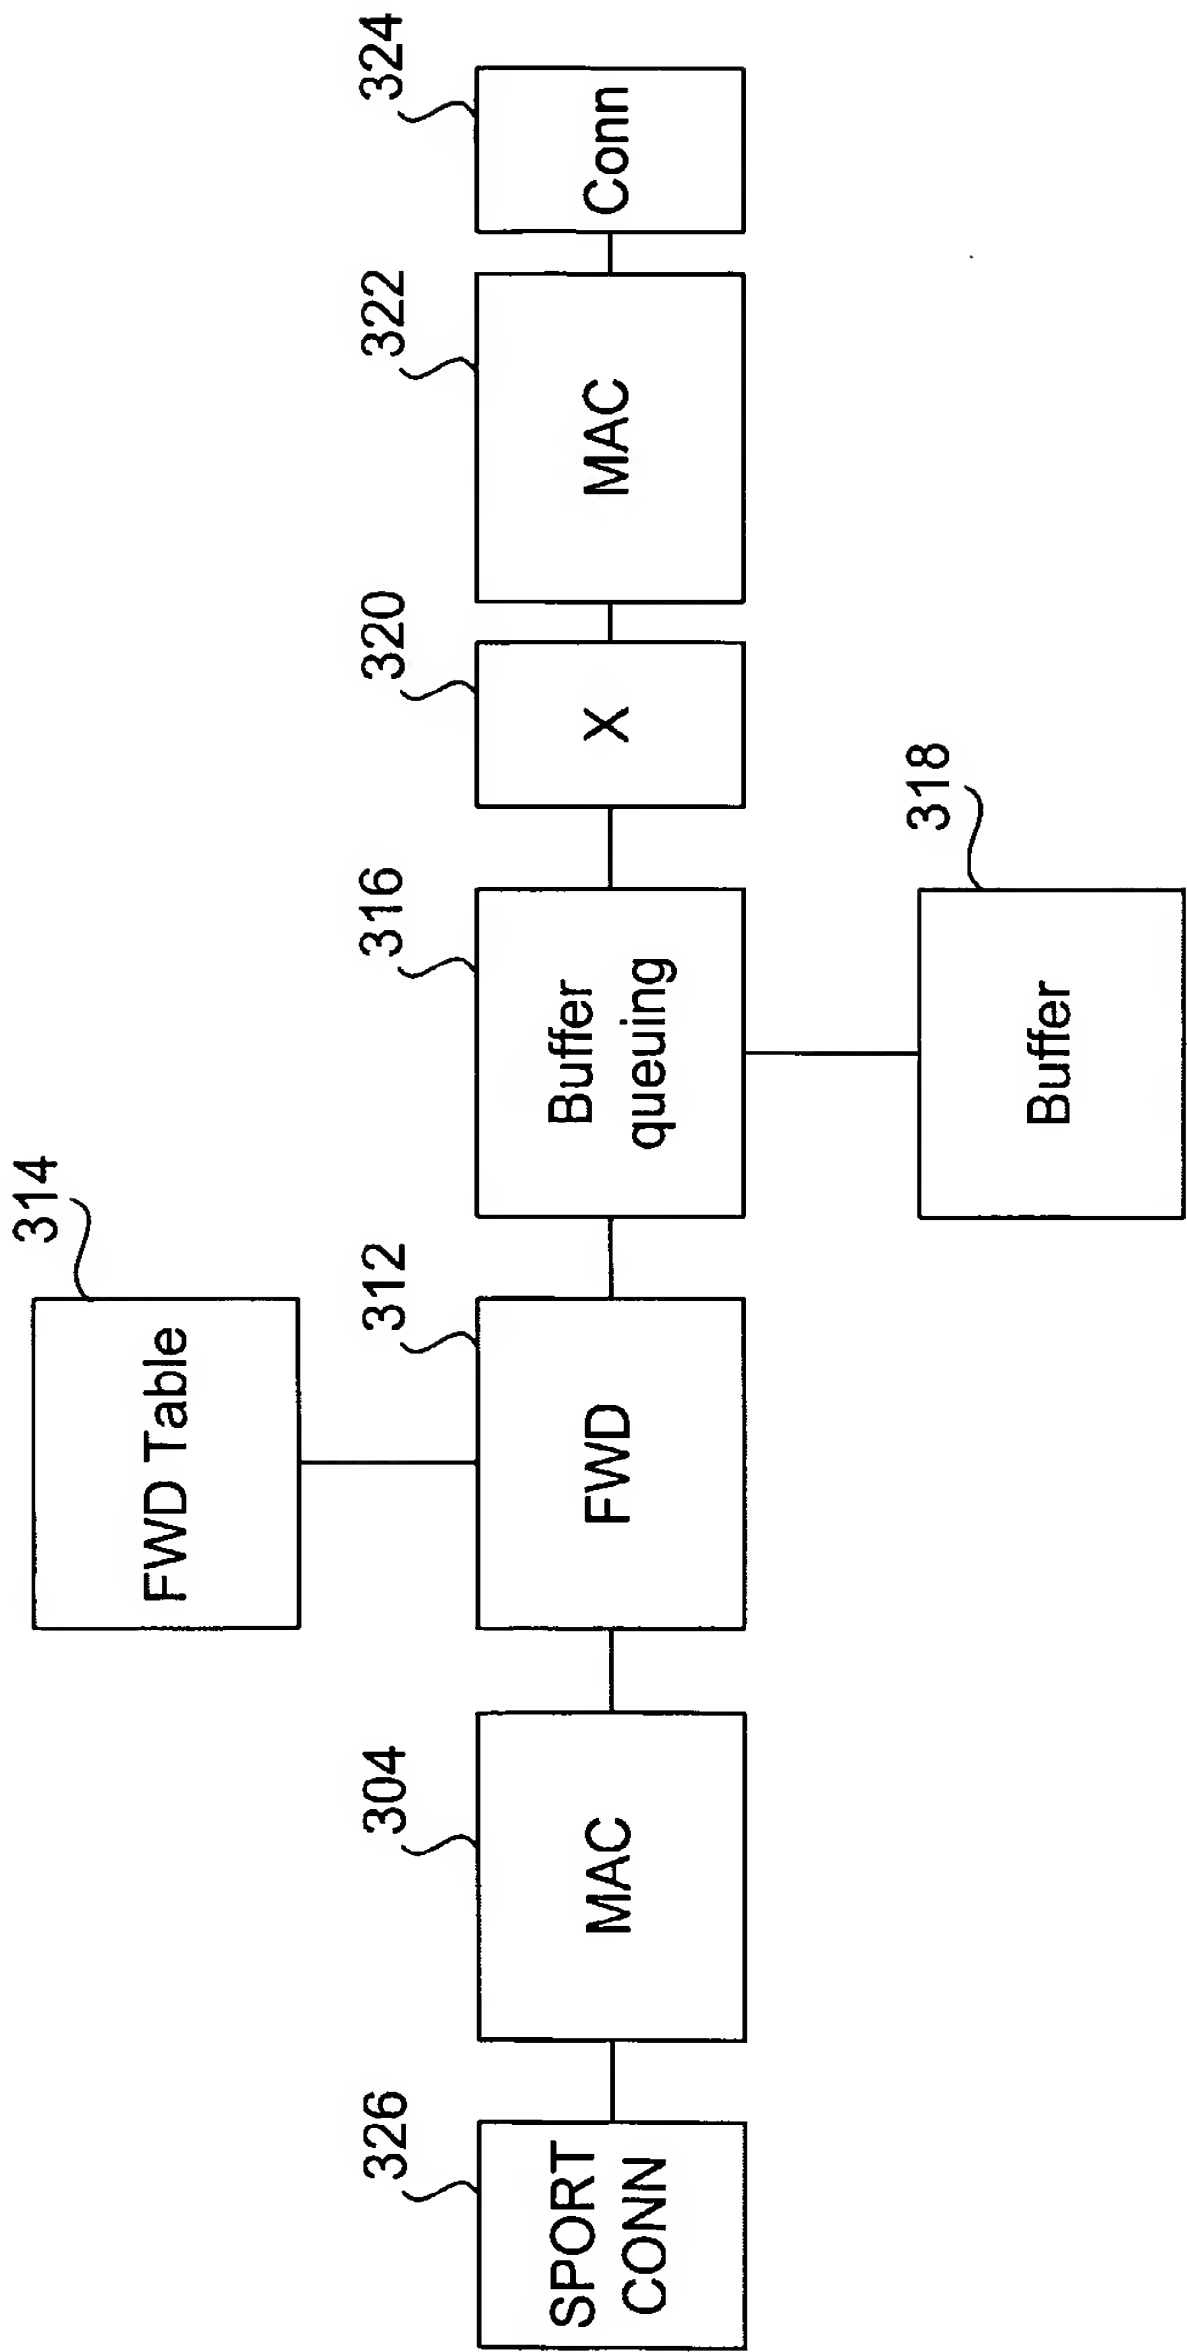 314
FWD Table
326
304
312
316
320
322
324
SPORT
CONN
MAC
FWD
Buffer
queuing
X
MAC
Conn
318
Buffer